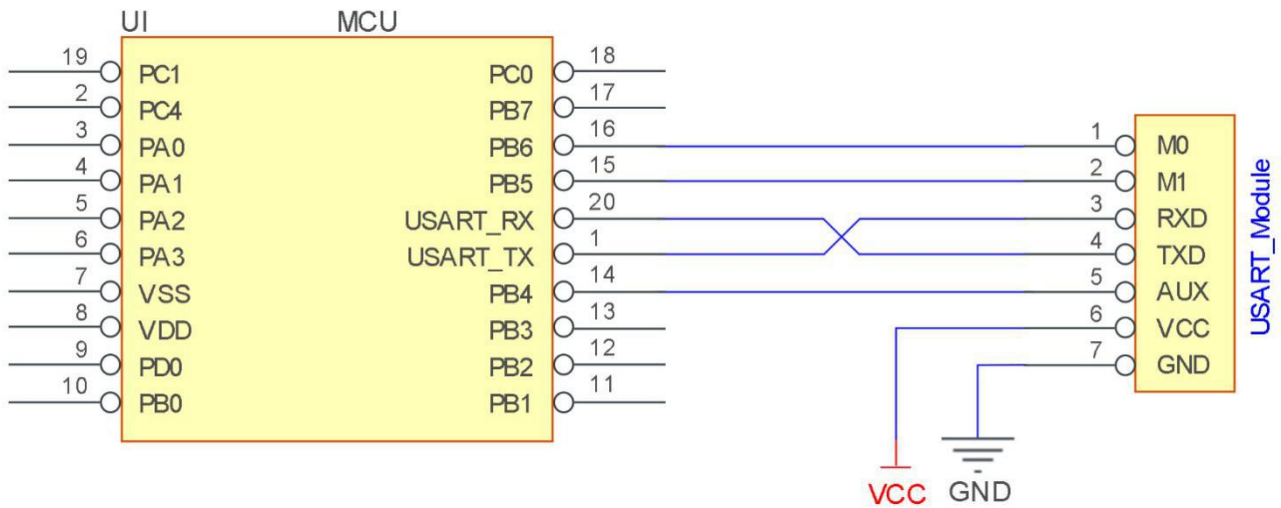 UI MCU
19 PC1 PC0 18
2 PC4 PB7 17
3 PA0 PB6 16 1 M0
4 PA1 PB5 15 2 M1
5 PA2 USART_RX 20 3 RXD
6 PA3 USART_TX 1 4 TXD
7 VSS PB4 14 5 AUX
8 VDD PB3 13 6 VCC
9 PD0 PB2 12 7 GND
10 PB0 PB1 11
USART_Module
VCC GND